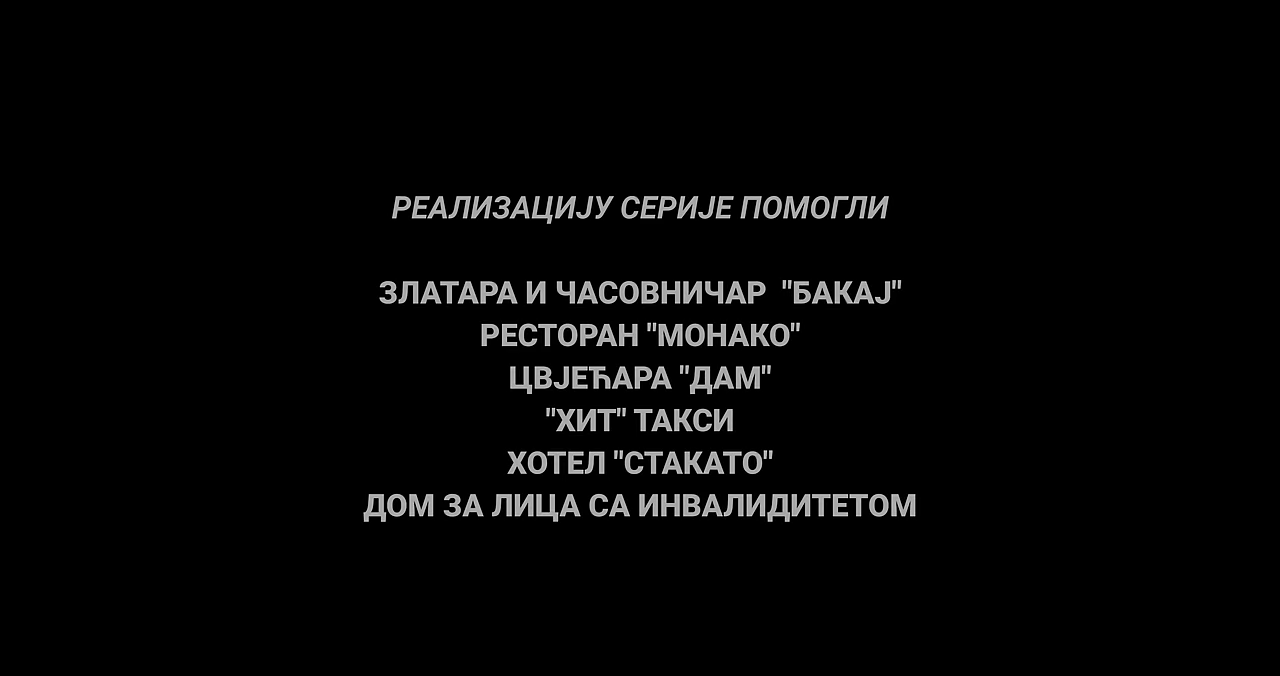 РЕАЛИЗАЦИЈУ СЕРИЈЕ ПОМОГЛИ
ЗЛАТАРА И ЧАСОВНИЧАР "БАКАЈ"
РЕСТОРАН "МОНАКО"
ЦВЈЕЋАРА "ДАМ"
"ХИТ" ТАКСИ
ХОТЕЛ "СТАКАТО"
ДОМ ЗА ЛИЦА СА ИНВАЛИДИТЕТОМ